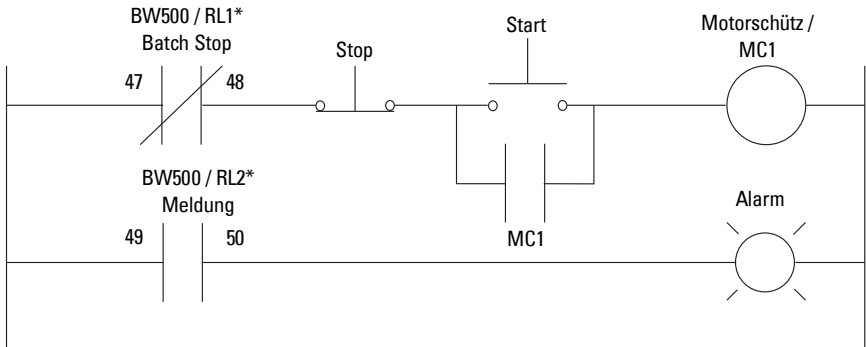 BW500 / RL1*
Batch Stop
47
48
Stop
Start
Motorschütz /
MC1
MC1
BW500 / RL2*
Meldung
49
50
Alarm